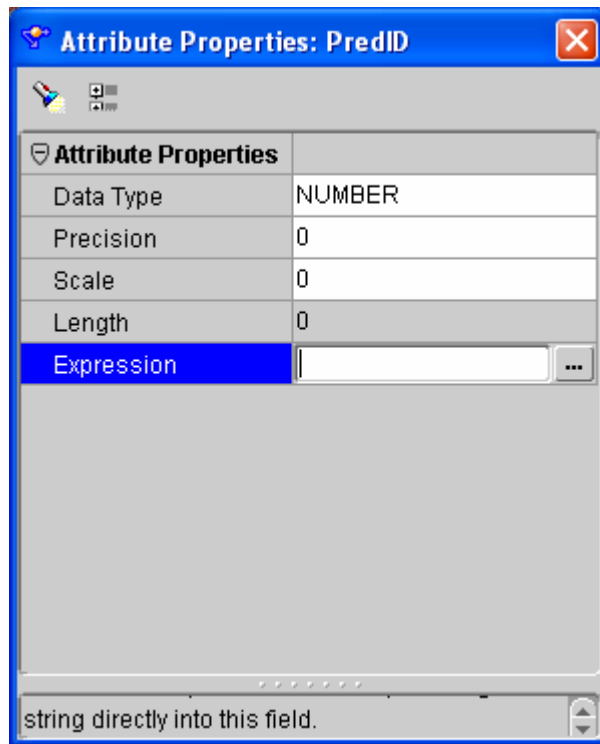 Attribute Properties: PredID
Attribute Properties
Data Type NUMBER
Precision 0
Scale 0
Length 0
Expression ...
string directly into this field.